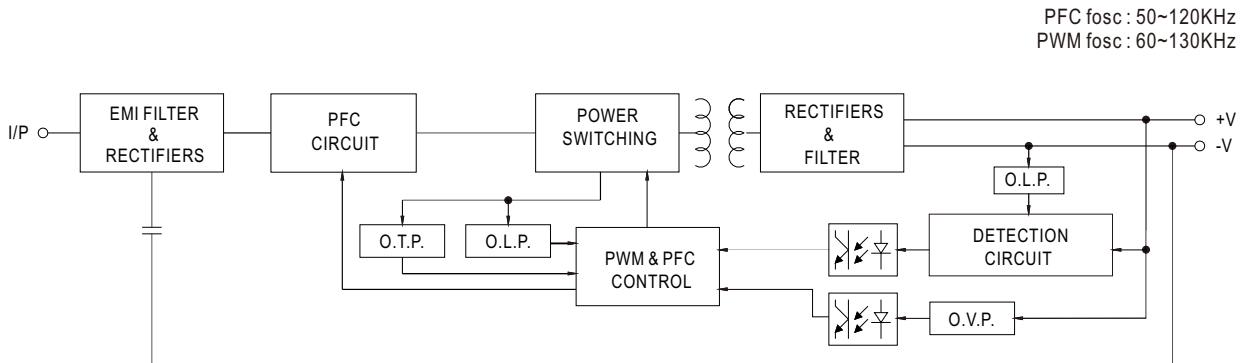 PFC fosc : 50~120KHz
PWM fosc : 60~130KHz
I/P
EMI FILTER
&
RECTIFIERS
PFC
CIRCUIT
POWER
SWITCHING
RECTIFIERS
&
FILTER
+V
-V
O.L.P.
O.T.P.
O.L.P.
PWM & PFC
CONTROL
DETECTION
CIRCUIT
O.V.P.